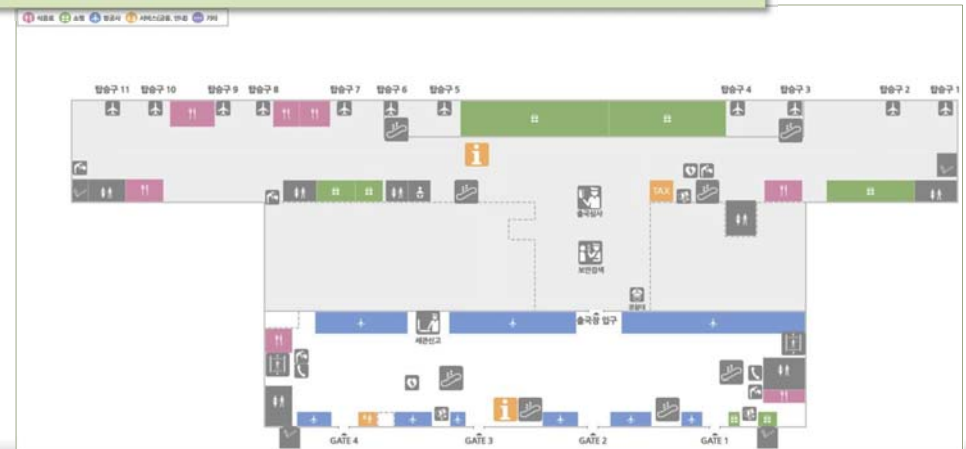 식음료 쇼핑 항공사 서비스(금융, 안내) 기타
탑승구 11 탑승구 10 탑승구 9 탑승구 8 탑승구 7 탑승구 6 탑승구 5 탑승구 4 탑승구 3 탑승구 2 탑승구 1
TAX
출국심사
보안검색
출국장 입구
세관신고
GATE 4 GATE 3 GATE 2 GATE 1